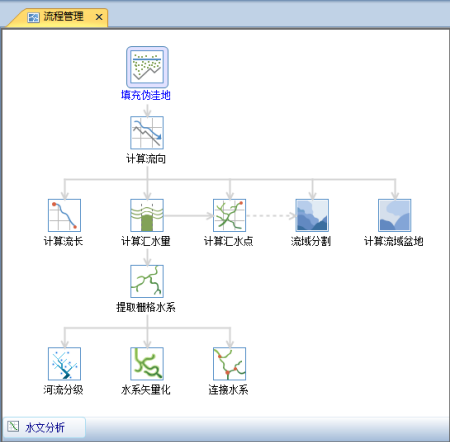 流程管理
填充伪洼地
计算流向
计算流长
计算汇水量
计算汇水点
流域分割
计算流域盆地
提取栅格水系
河流分级
水系矢量化
连接水系
水文分析